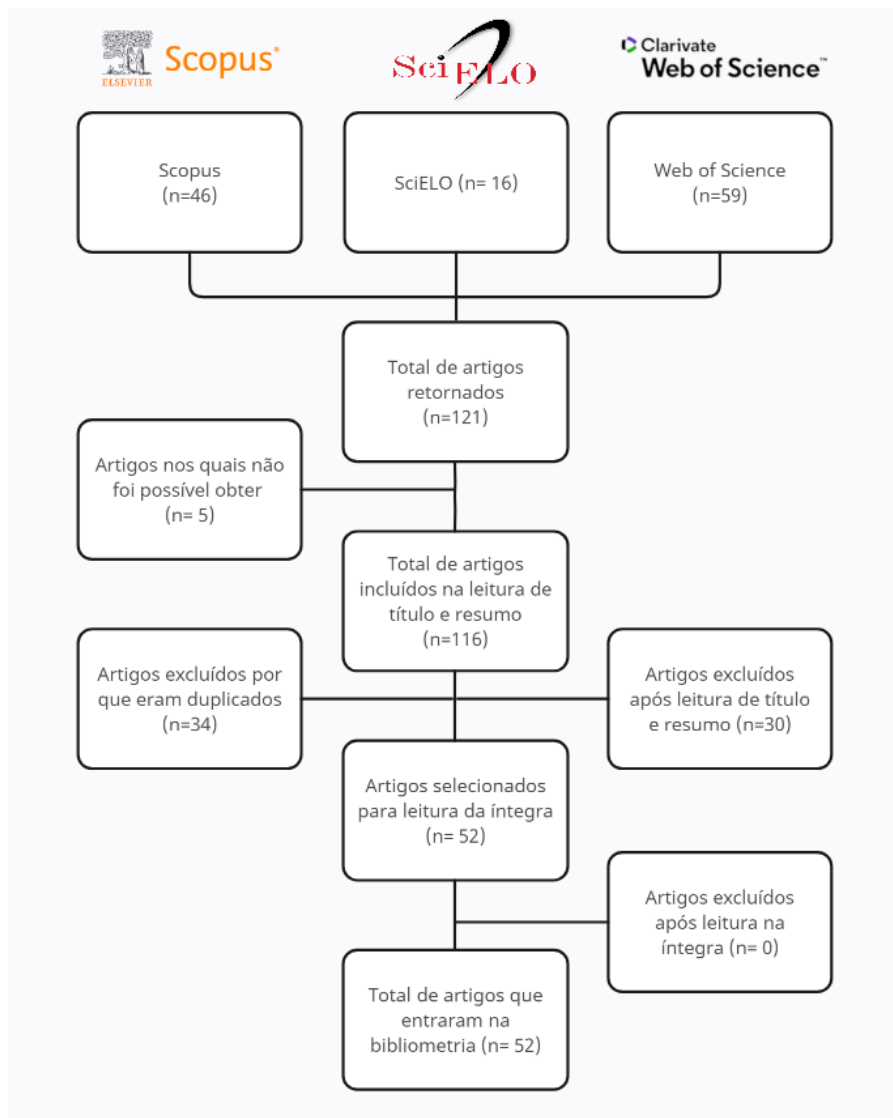 ELSEVIER
Scopus®
SciELO
Clarivate
Web of Science™
Scopus
(n=46)
SciELO (n= 16)
Web of Science
(n=59)
Total de artigos
retornados
(n=121)
Artigos nos quais não
foi possível obter
(n= 5)
Total de artigos
incluídos na leitura de
título e resumo
(n=116)
Artigos excluídos por
que eram duplicados
(n=34)
Artigos excluídos
após leitura de título
e resumo (n=30)
Artigos selecionados
para leitura da íntegra
(n= 52)
Artigos excluídos
após leitura na
íntegra (n= 0)
Total de artigos que
entraram na
bibliometria (n= 52)